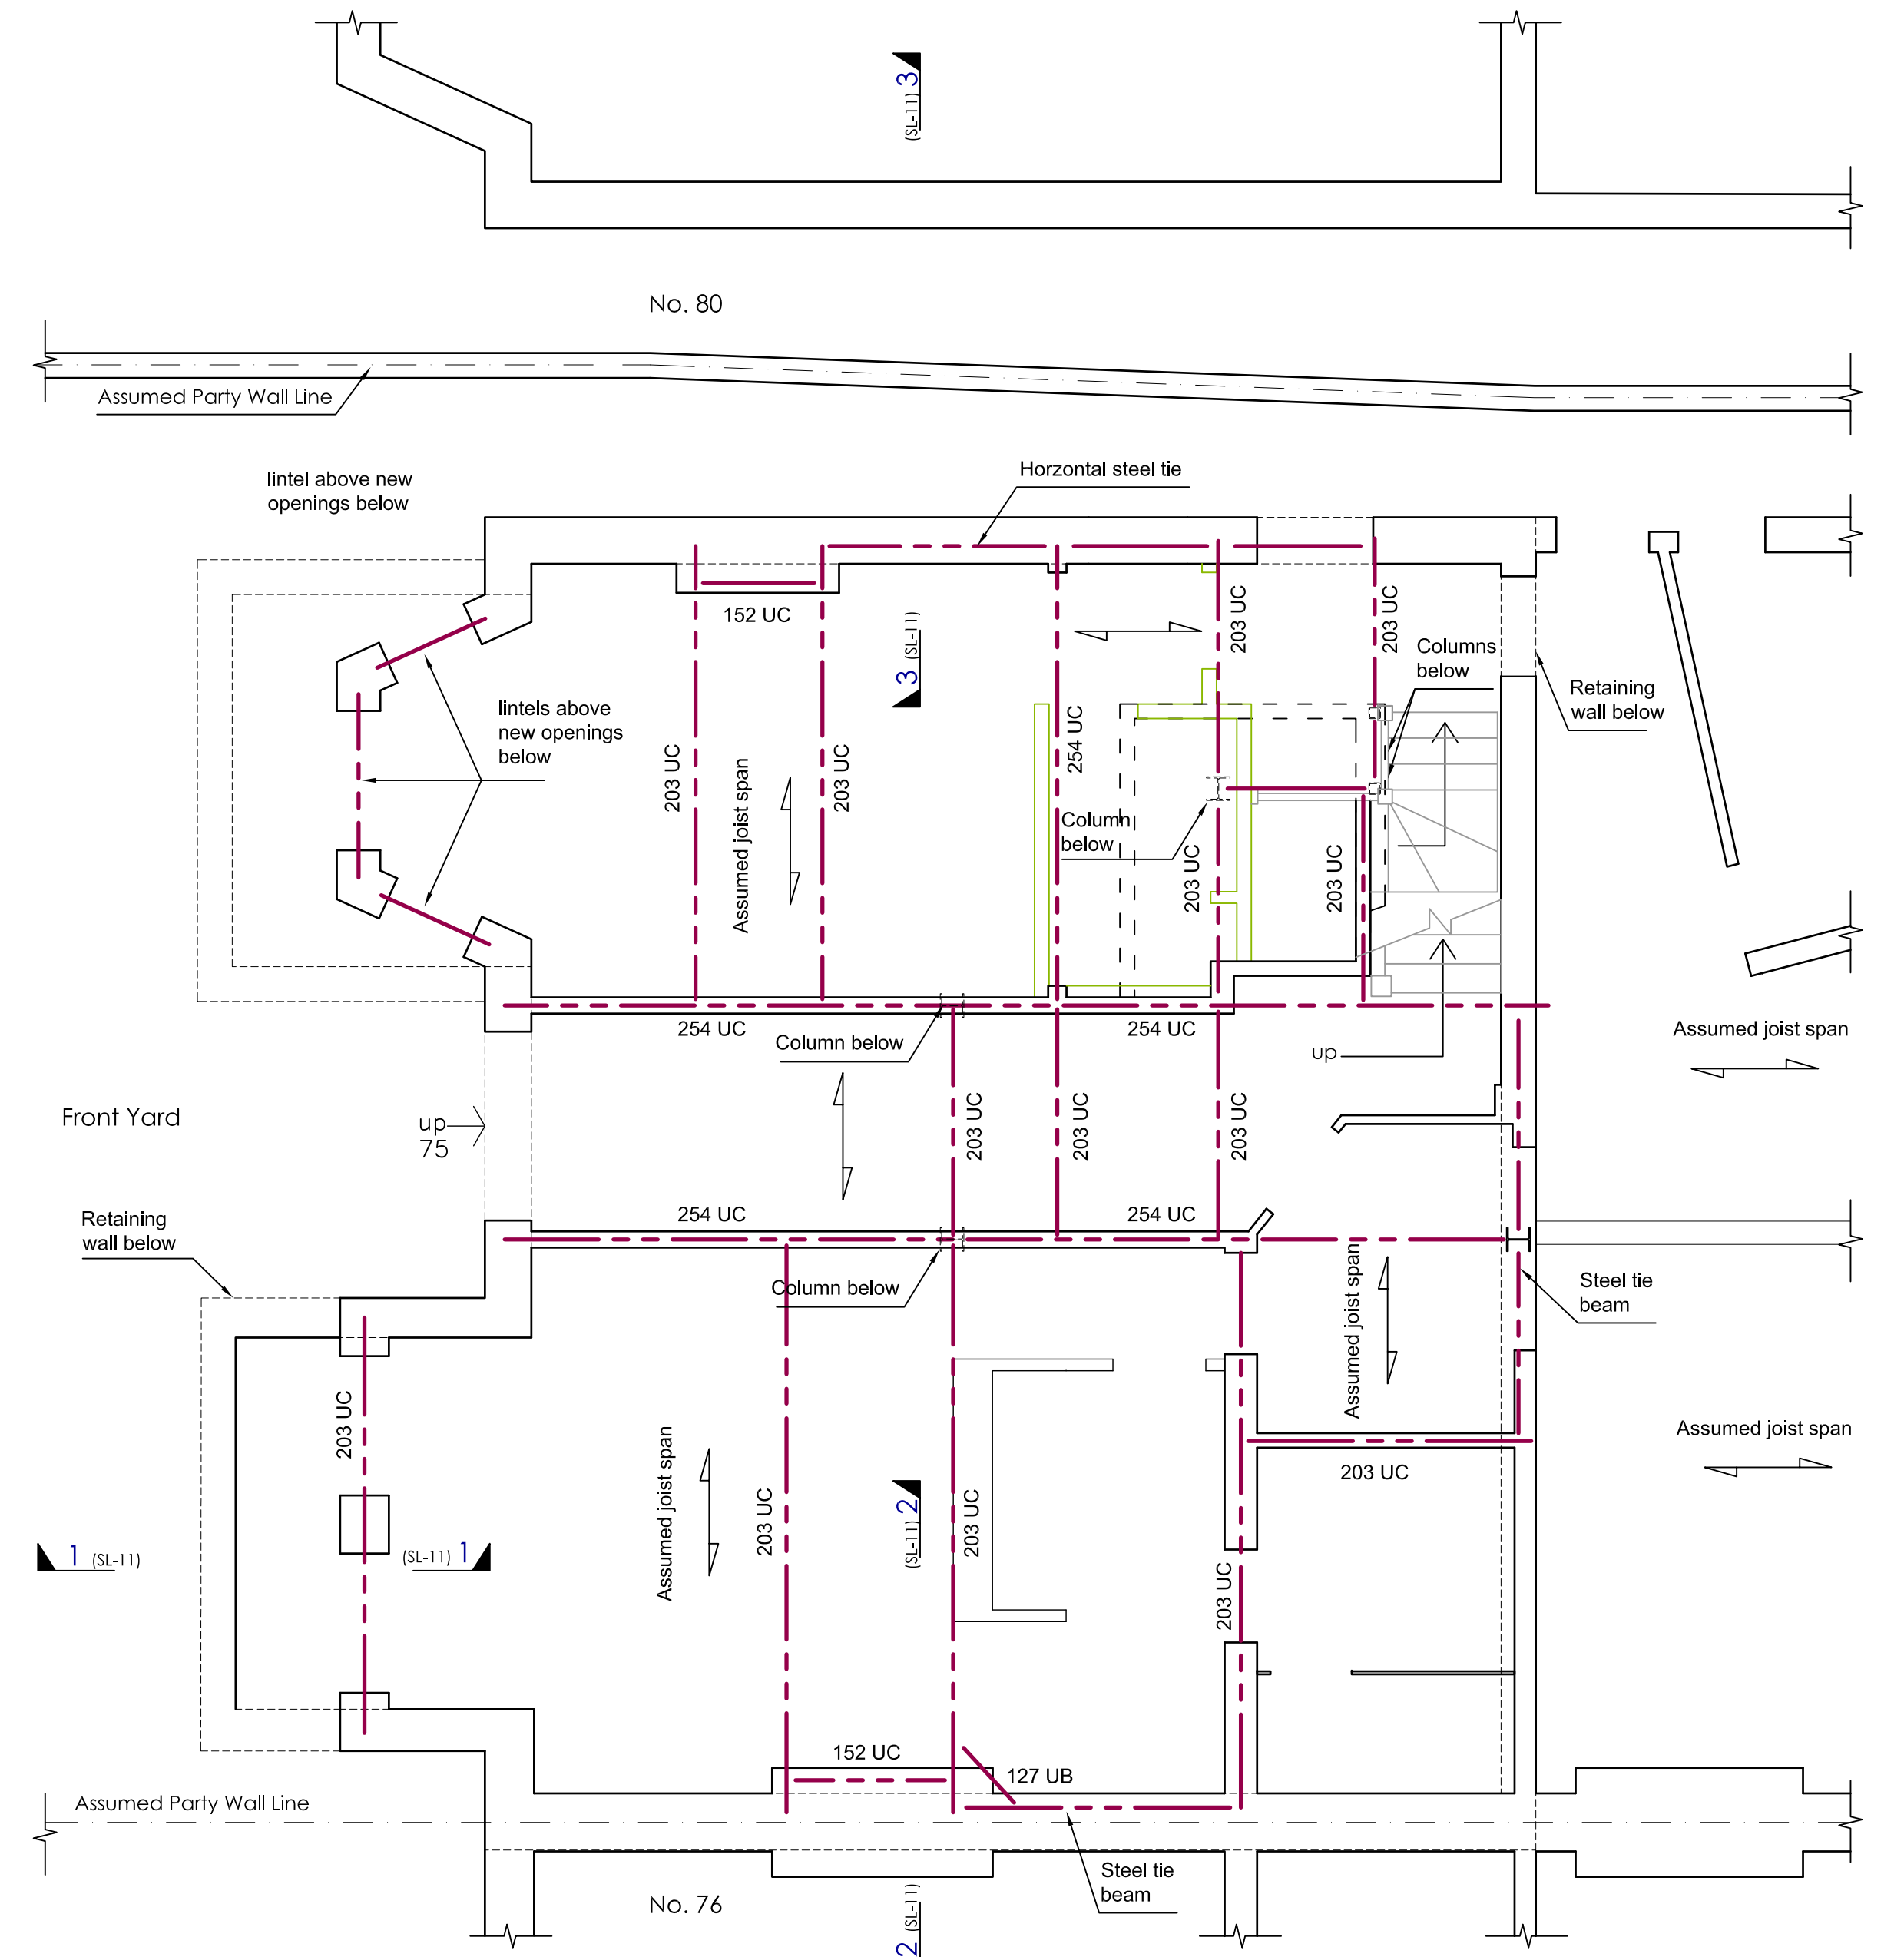 3
(SL-11)
No. 80
Assumed Party Wall Line
lintel above new
openings below
Horzontal steel tie
152 UC
3 (SL-11)
203 UC
203 UC
Columns
below
Retaining
wall below
lintels above
new openings
below
254 UC
203 UC
Assumed joist span
203 UC
Column
below
203 UC
203 UC
254 UC
Column below
254 UC
up
Assumed joist span
Front Yard
up
75
203 UC
203 UC
203 UC
Retaining
wall below
254 UC
254 UC
Column below
Assumed joist span
Steel tie
beam
203 UC
Assumed joist span
203 UC
(SL-11) 2
203 UC
203 UC
Assumed joist span
1 (SL-11)
(SL-11) 1
203 UC
152 UC
127 UB
Assumed Party Wall Line
Steel tie
beam
No. 76
2 (SL-11)